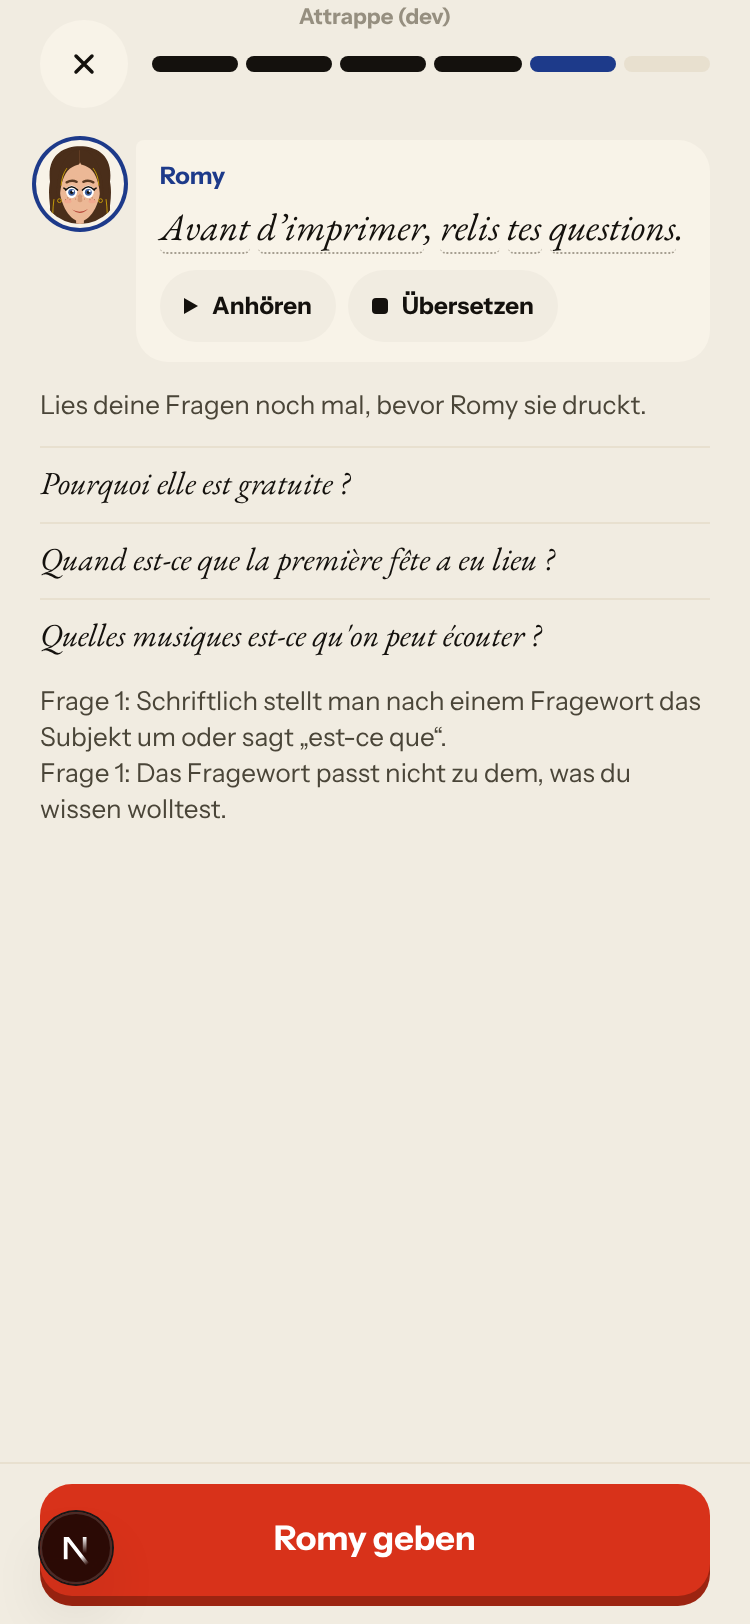 Attrappe (dev)
Romy
Avant d’imprimer, relis tes questions.
Anhören
Übersetzen
Lies deine Fragen noch mal, bevor Romy sie druckt.
Pourquoi elle est gratuite ?
Quand est-ce que la première fête a eu lieu ?
Quelles musiques est-ce qu'on peut écouter ?
Frage 1: Schriftlich stellt man nach einem Fragewort das
Subjekt um oder sagt „est-ce que“.
Frage 1: Das Fragewort passt nicht zu dem, was du
wissen wolltest.
Romy geben
N